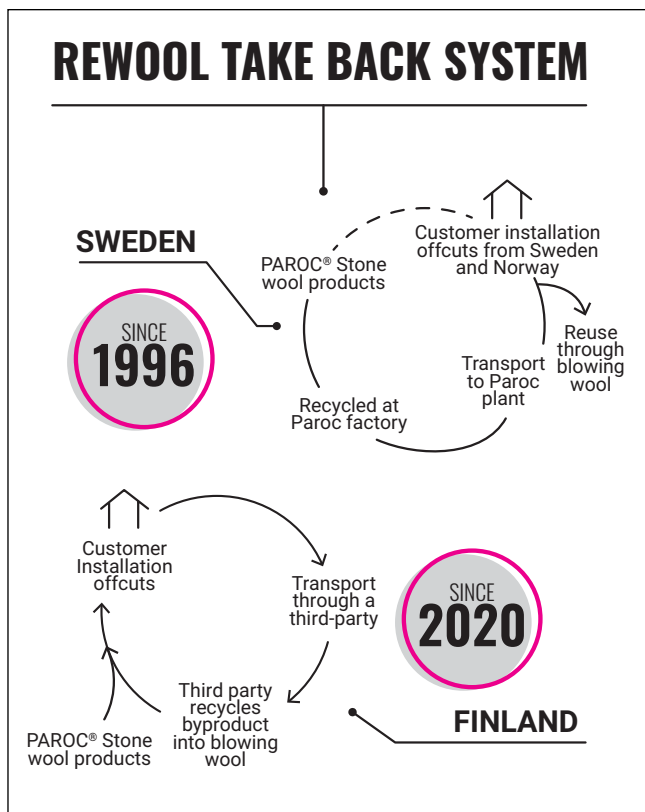 REWOOL TAKE BACK SYSTEM
SWEDEN
SINCE
1996
PAROC® Stone
wool products
Customer installation
offcuts from Sweden
and Norway
Reuse
through
blowing
wool
Transport
to Paroc
plant
Recycled at
Paroc factory
Customer
Installation
offcuts
Transport
through a
third-party
SINCE
2020
Third party
recycles
byproduct
into blowing
wool
PAROC® Stone
wool products
FINLAND